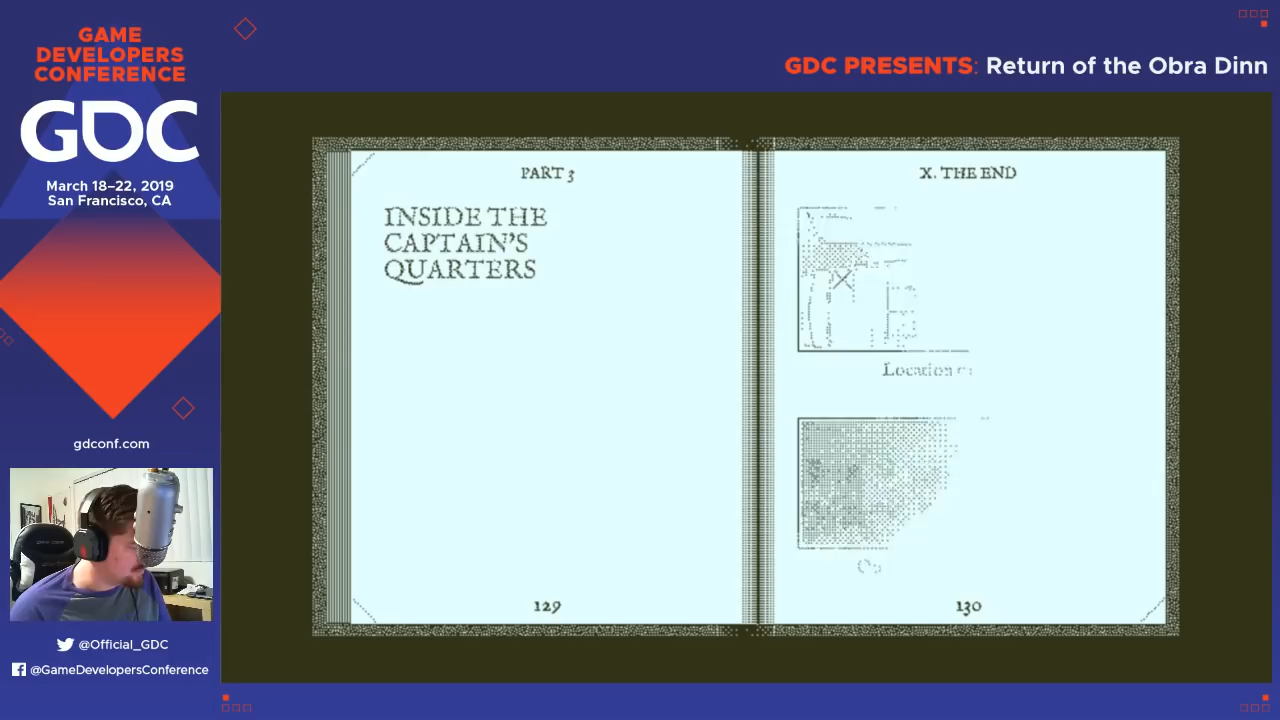 GAME
DEVELOPERS
CONFERENCE
GDC
March 18–22, 2019
San Francisco, CA
gdconf.com
@Official_GDC
@GameDevelopersConference
GDC PRESENTS: Return of the Obra Dinn
PART 3
INSIDE THE
CAPTAIN'S
QUARTERS
129
X. THE END
Location
130